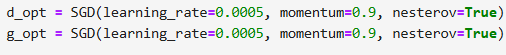 d_opt = SGD(learning_rate=0.0005, momentum=0.9, nesterov=True)
g_opt = SGD(learning_rate=0.0005, momentum=0.9, nesterov=True)